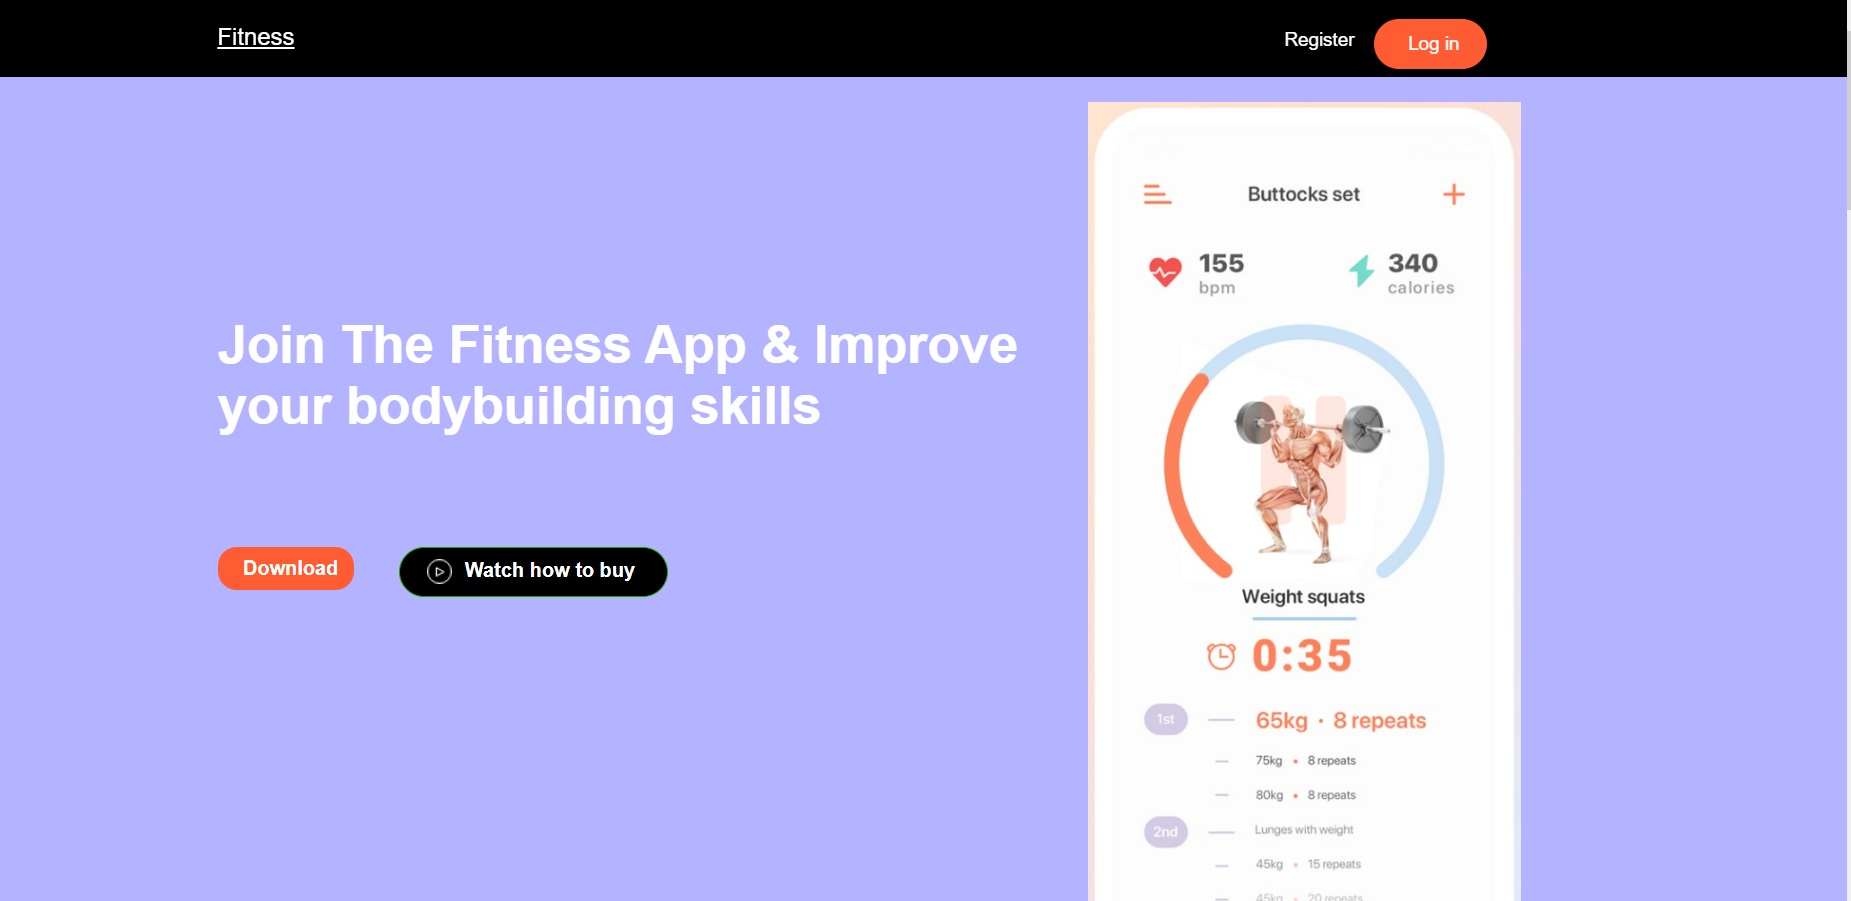 Fitness
Register
Log in
Join The Fitness App & Improve
your bodybuilding skills
Download
Watch how to buy
Buttocks set
155
bpm
340
calories
Weight squats
0:35
1st
65kg • 8 repeats
75kg • 8 repeats
80kg • 8 repeats
2nd
Lunges with weight
45kg • 15 repeats
45kg • 20 repeats